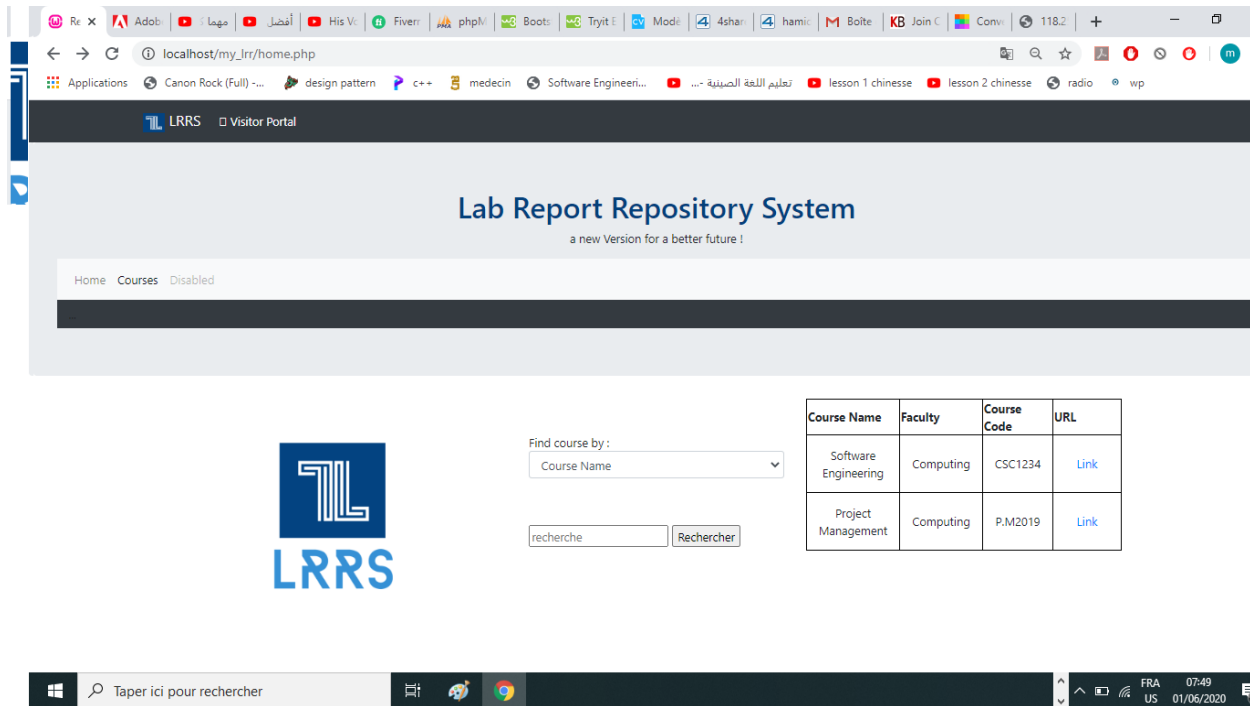 Re
Adob
مهما
أفضل
His Vo
Fiverr
phpM
Boots
Tryit E
Modè
4shar
hamic
Boîte
KB Join C
Conv
118.2
localhost/my_lrr/home.php
m
Applications
Canon Rock (Full) -...
design pattern
c++
medecin
Software Engineeri...
تعليم اللغة الصينية -...
lesson 1 chinesse
lesson 2 chinesse
radio
wp
LRRS
Visitor Portal
Lab Report Repository System
a new Version for a better future !
Home Courses Disabled
...
LRRS
Find course by :
Course Name
recherche
Rechercher
Course Name Faculty Course Code URL
Software Engineering Computing CSC1234 Link
Project Management Computing P.M2019 Link
Taper ici pour rechercher
FRA
US
07:49
01/06/2020